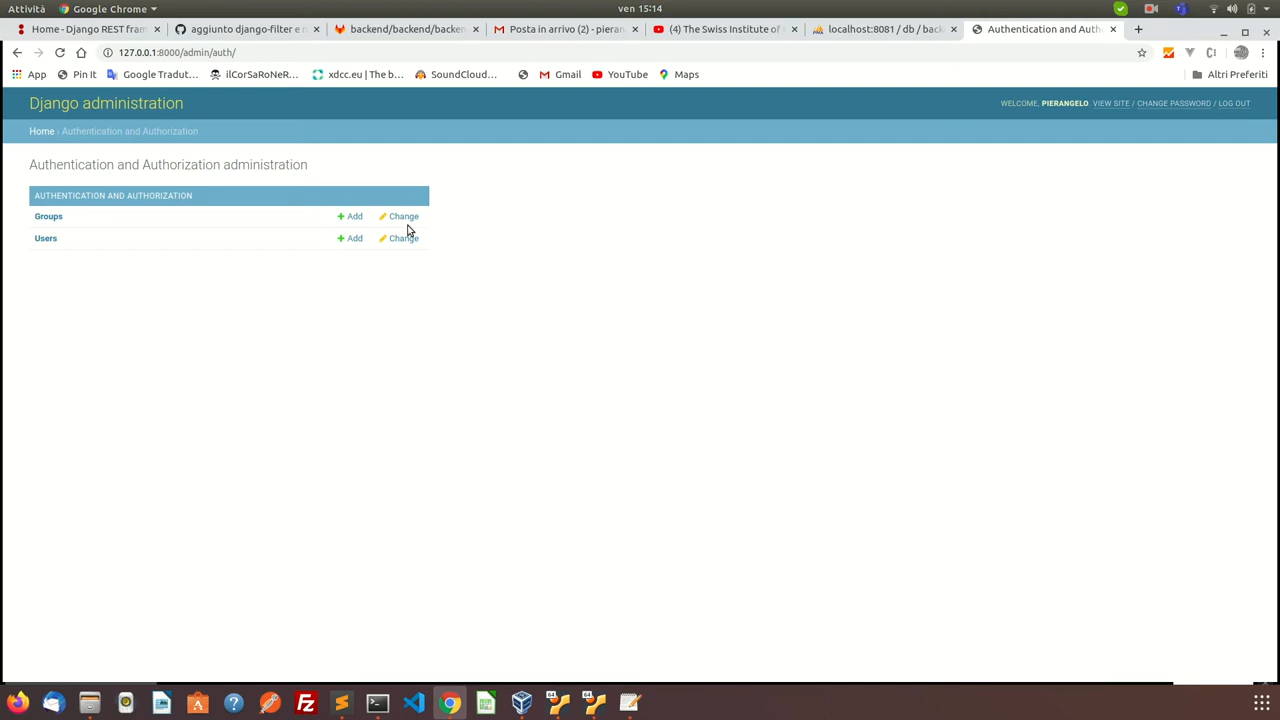 Attività Google Chrome ven 15:14
Home - Django REST fram aggiunto django-filter e backend/backend/backen Posta in arrivo (2) - pieran (4) The Swiss Institute of localhost:8081 / db / back Authentication and Auth
127.0.0.1:8000/admin/auth/
App Pin It Google Tradut... ilCorSaRoNeR... xdcc.eu | The b... SoundCloud... Gmail YouTube Maps Altri Preferiti
Django administration WELCOME, PIERANGELO. VIEW SITE / CHANGE PASSWORD / LOG OUT
Home › Authentication and Authorization
Authentication and Authorization administration
AUTHENTICATION AND AUTHORIZATION
Groups Add Change
Users Add Change